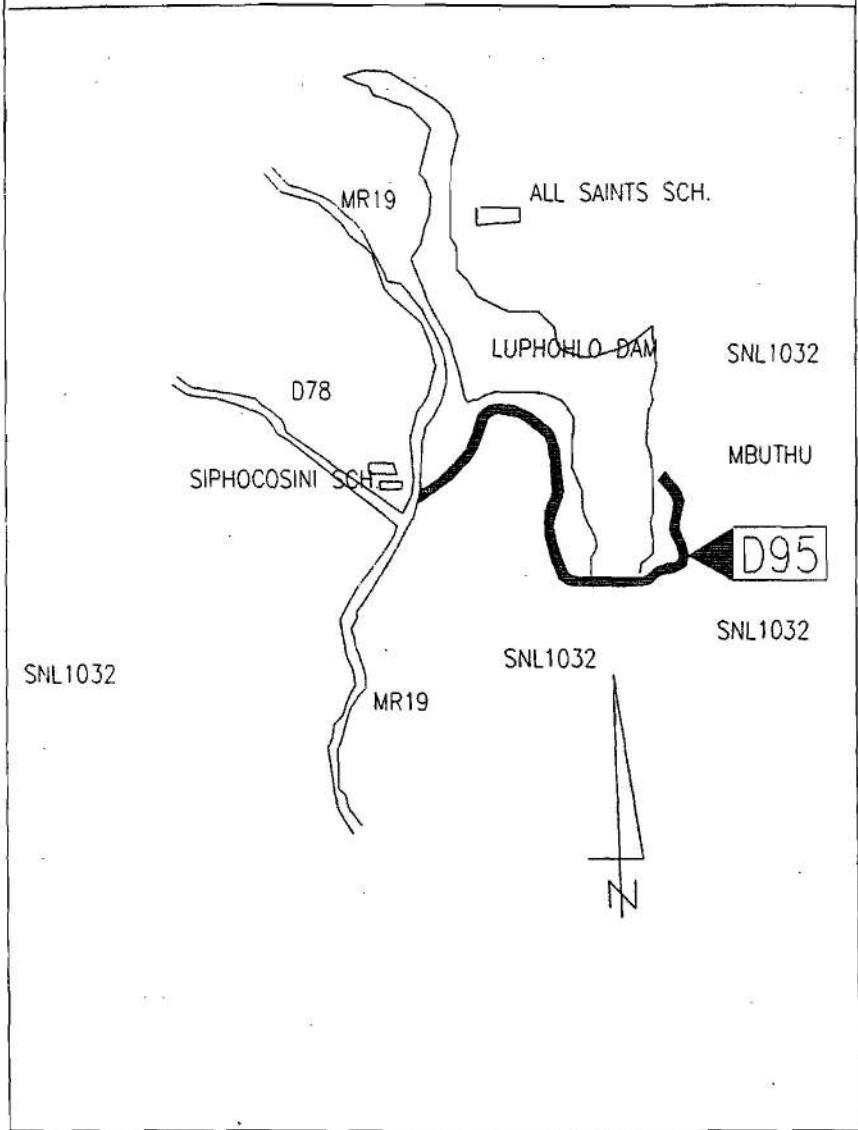 MR19
ALL SAINTS SCH.
LUPHOHLO DAM
SNL1032
D78
MBUTHU
SIPHOCOSINI SCH.
D95
SNL1032
SNL1032
SNL1032
MR19
N